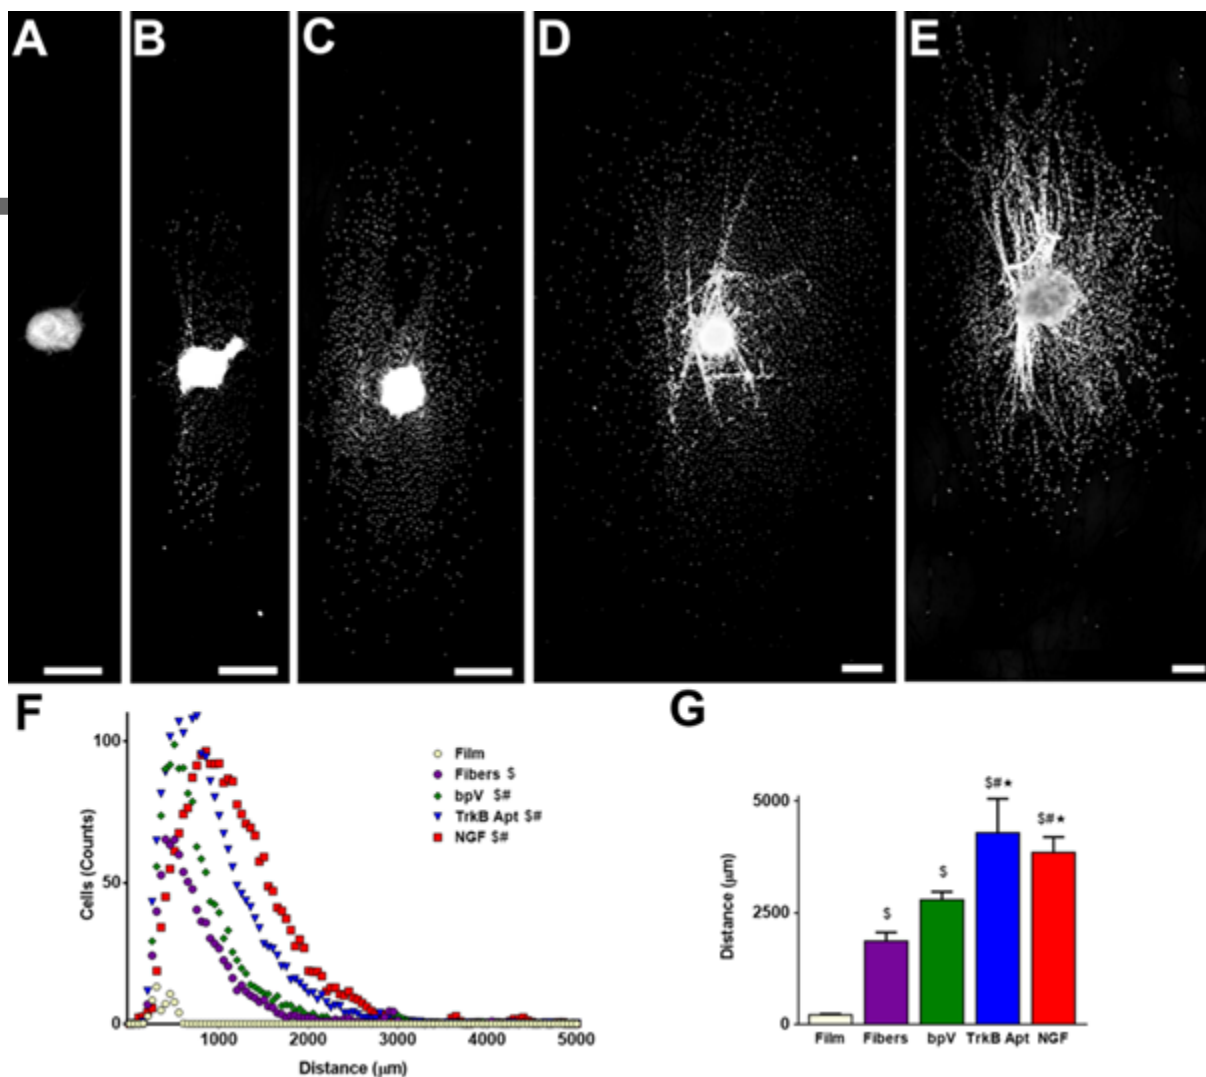 A
B
C
D
E
F
100
50
0
Cells (Counts)
1000
2000
3000
4000
5000
Distance (μm)
Film
Fibers $
bpV $#
TrkB Apt $#
NGF $#
G
5000
2500
0
Distance (μm)
$
$
$#★
$#★
Film
Fibers
bpV
TrkB Apt
NGF